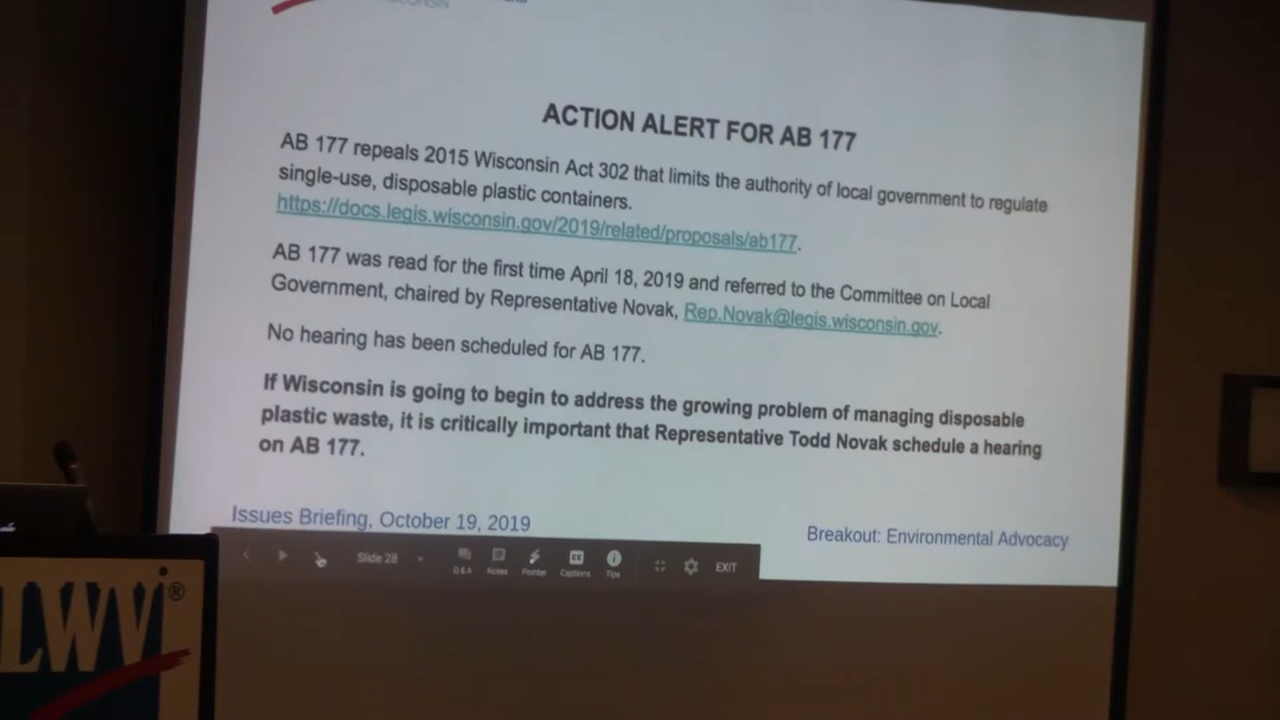 ACTION ALERT FOR AB 177
AB 177 repeals 2015 Wisconsin Act 302 that limits the authority of local government to regulate
single-use, disposable plastic containers.
https://docs.legis.wisconsin.gov/2019/related/proposals/ab177.
AB 177 was read for the first time April 18, 2019 and referred to the Committee on Local
Government, chaired by Representative Novak, Rep.Novak@legis.wisconsin.gov.
No hearing has been scheduled for AB 177.
If Wisconsin is going to begin to address the growing problem of managing disposable
plastic waste, it is critically important that Representative Todd Novak schedule a hearing
on AB 177.
Issues Briefing, October 19, 2019
Breakout: Environmental Advocacy
Slide 28
Q&A Notes Pointer CC Captions Tips
EXIT
LWV®